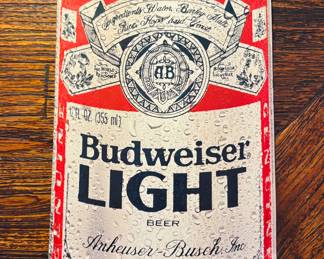 Ingredients: Water, Barley Malt,
Rice, Hops and Yeast
AB
12 FL. OZ. (355 ml)
Budweiser
LIGHT
BEER
Anheuser-Busch, Inc.
GENUINE